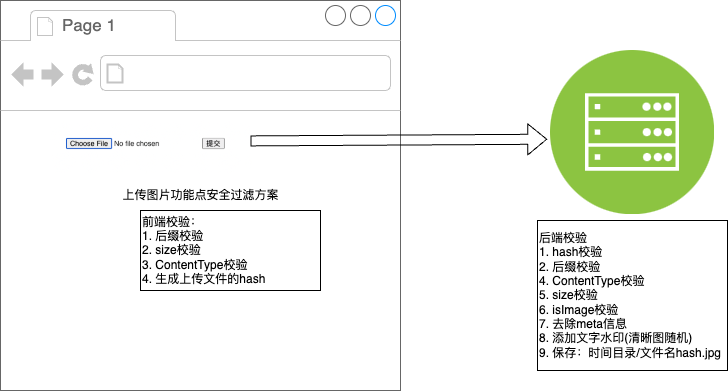 Page 1
Choose File No file chosen
提交
上传图片功能点安全过滤方案
前端校验：
1. 后缀校验
2. size校验
3. ContentType校验
4. 生成上传文件的hash
后端校验
1. hash校验
2. 后缀校验
4. ContentType校验
5. size校验
6. isImage校验
7. 去除meta信息
8. 添加文字水印(清晰图随机)
9. 保存：时间目录/文件名hash.jpg